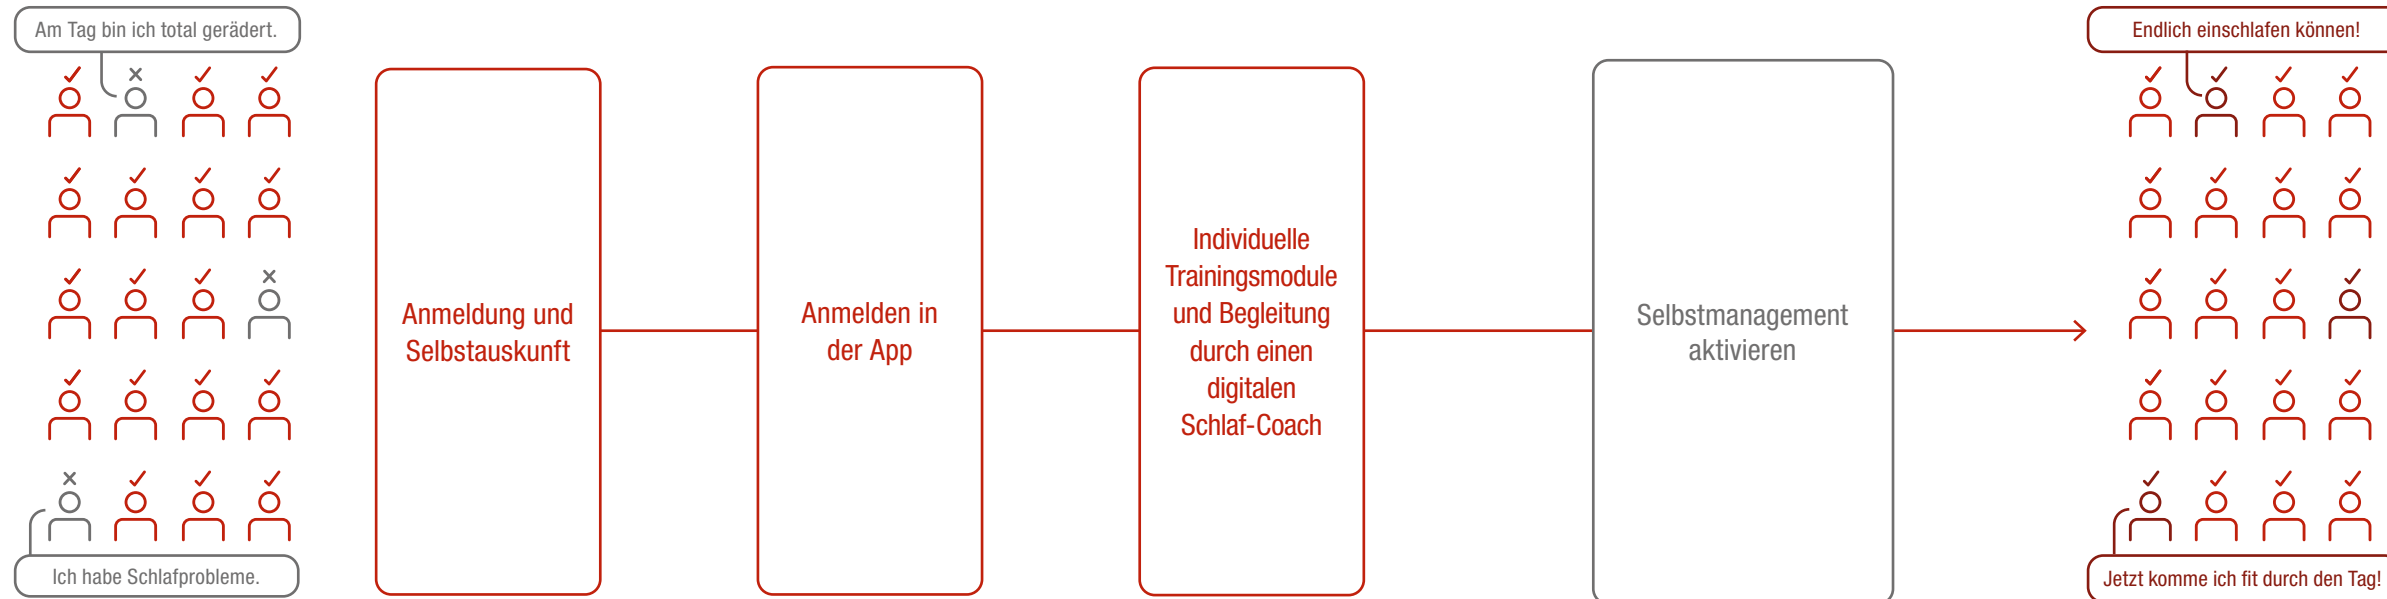 Am Tag bin ich total gerädert.
Ich habe Schlafprobleme.
Anmeldung und
Selbstauskunft
Anmelden in
der App
Individuelle
Trainingsmodule
und Begleitung
durch einen
digitalen
Schlaf-Coach
Selbstmanagement
aktivieren
Endlich einschlafen können!
Jetzt komme ich fit durch den Tag!